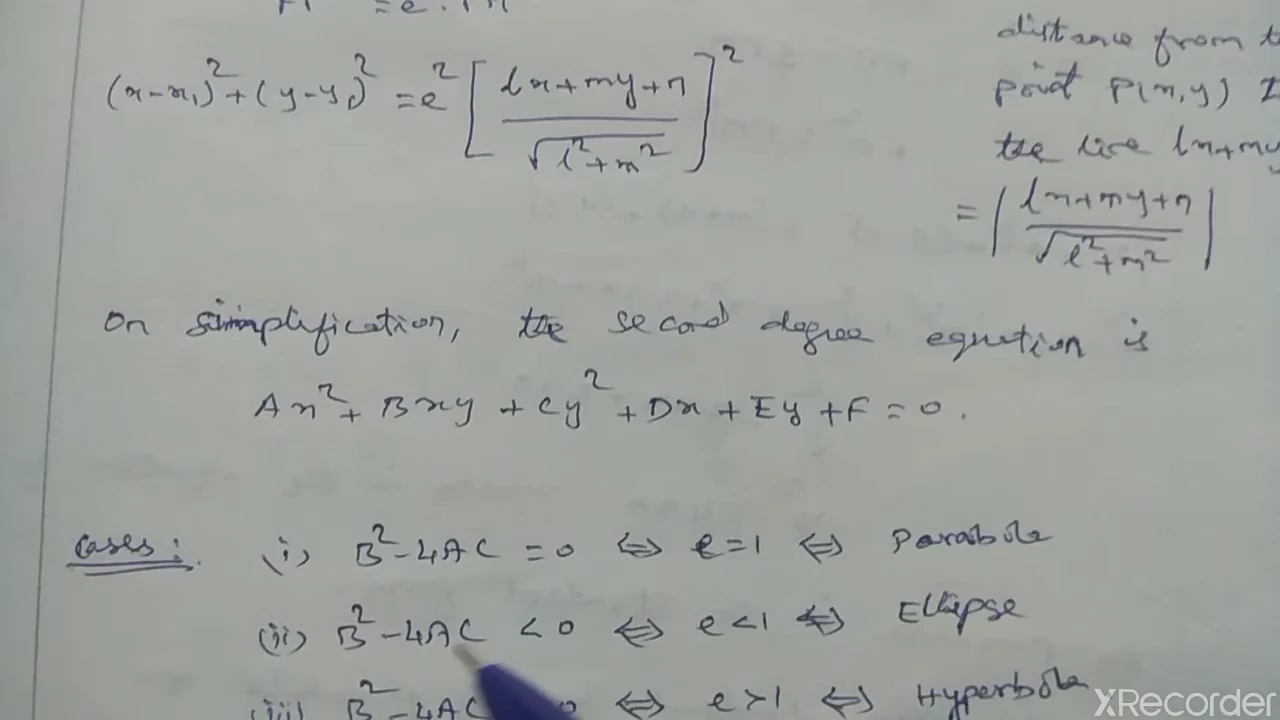 = e.
(x-x₁)² + (y-y₁)² = e² [ lx+my+n / √l²+m² ]²
distance from
point P(x,y)
the line lx+my
= | lx+my+n / √l²+m² |
On simplification, the second degree equation is
Ax² + Bxy + Cy² + Dx + Ey + F = 0.
Cases: (i) B²-4AC = 0 ⇔ e=1 ⇔ Parabola
(ii) B²-4AC < 0 ⇔ e<1 ⇔ Ellipse
(iii) B²-4AC 0 ⇔ e>1 ⇔ Hyperbola
XRecorder